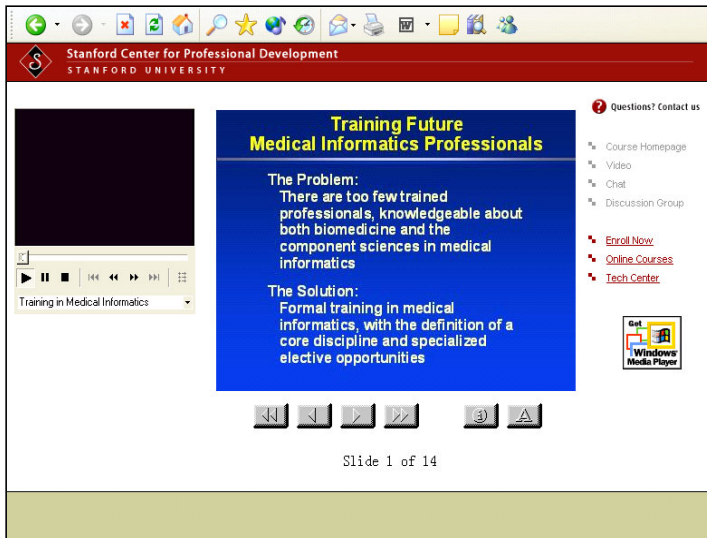 Stanford Center for Professional Development
STANFORD UNIVERSITY
Questions? Contact us
Course Homepage
Video
Chat
Discussion Group
Enroll Now
Online Courses
Tech Center
Training in Medical Informatics
Training Future
Medical Informatics Professionals
The Problem:
There are too few trained
professionals, knowledgeable about
both biomedicine and the
component sciences in medical
informatics
The Solution:
Formal training in medical
informatics, with the definition of a
core discipline and specialized
elective opportunities
Get
Windows
Media Player
A
Slide 1 of 14